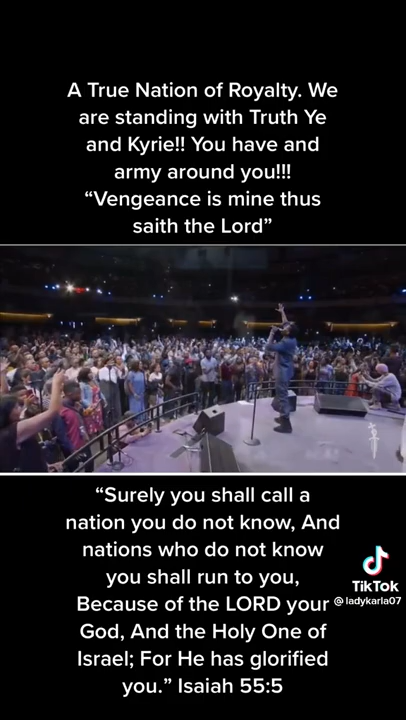 A True Nation of Royalty. We
are standing with Truth Ye
and Kyrie!! You have and
army around you!!!
“Vengeance is mine thus
saith the Lord”
“Surely you shall call a
nation you do not know, And
nations who do not know
you shall run to you,
Because of the LORD your
God, And the Holy One of
Israel; For He has glorified
you.” Isaiah 55:5
TikTok
@ladykarla07